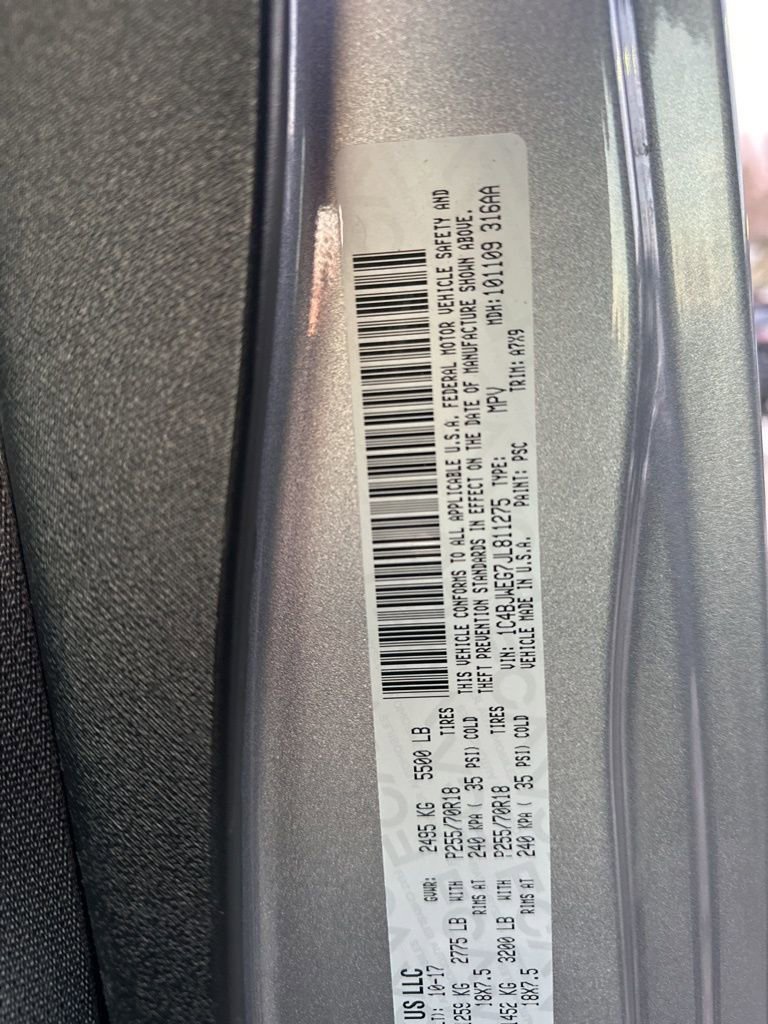 US LLC
10-17 GVWR: 2495 KG 5500 LB
1259 KG 2775 LB WITH P255/70R18 TIRES
18X7.5 RIMS AT 240 KPA ( 35 PSI) COLD
1452 KG 3200 LB WITH P255/70R18 TIRES
18X7.5 RIMS AT 240 KPA ( 35 PSI) COLD
THIS VEHICLE CONFORMS TO ALL APPLICABLE U.S.A. FEDERAL MOTOR VEHICLE SAFETY AND
THEFT PREVENTION STANDARDS IN EFFECT ON THE DATE OF MANUFACTURE SHOWN ABOVE.
VIN: 1C4BJWEG7JL811275 TYPE: MPV MDH:101109 316AA
VEHICLE MADE IN U.S.A. PAINT: PSC TRIM: A7X9